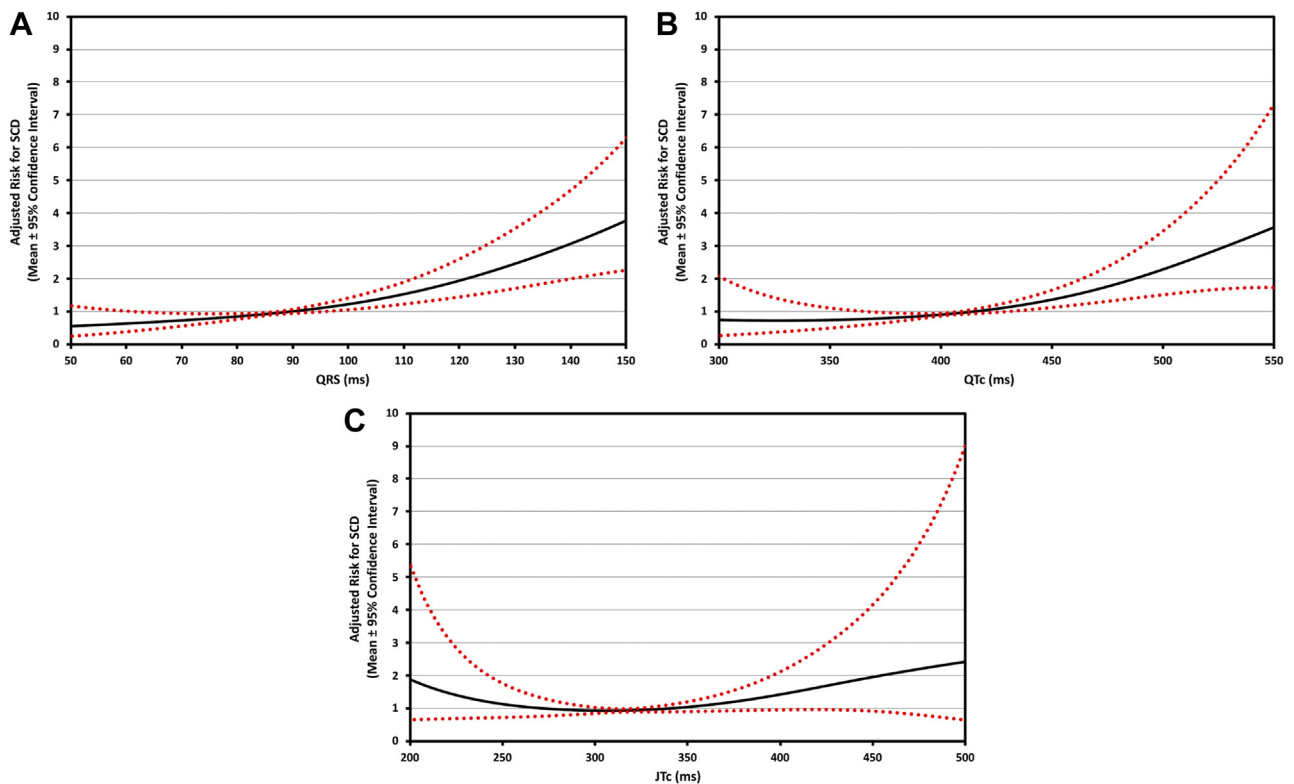 A
Adjusted Risk for SCD
(Mean ± 95% Confidence Interval)
10
9
8
7
6
5
4
3
2
1
0
50 60 70 80 90 100 110 120 130 140 150
QRS (ms)
B
Adjusted Risk for SCD
(Mean ± 95% Confidence Interval)
10
9
8
7
6
5
4
3
2
1
0
300 350 400 450 500 550
QTc (ms)
C
Adjusted Risk for SCD
(Mean ± 95% Confidence Interval)
10
9
8
7
6
5
4
3
2
1
0
200 250 300 350 400 450 500
JTc (ms)